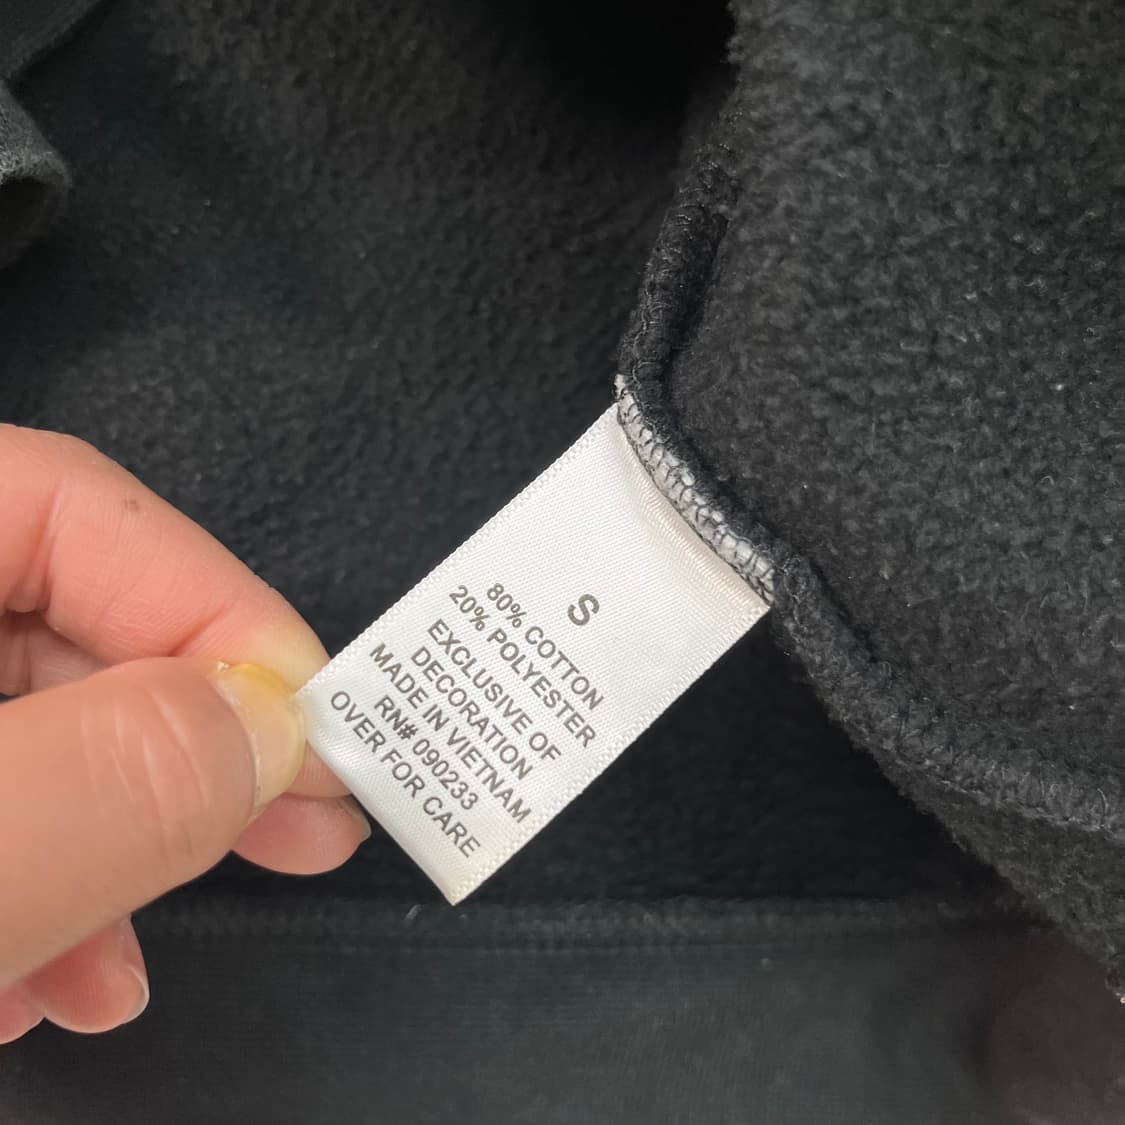 S
80% COTTON
20% POLYESTER
EXCLUSIVE OF
DECORATION
MADE IN VIETNAM
RN# 090233
OVER FOR CARE